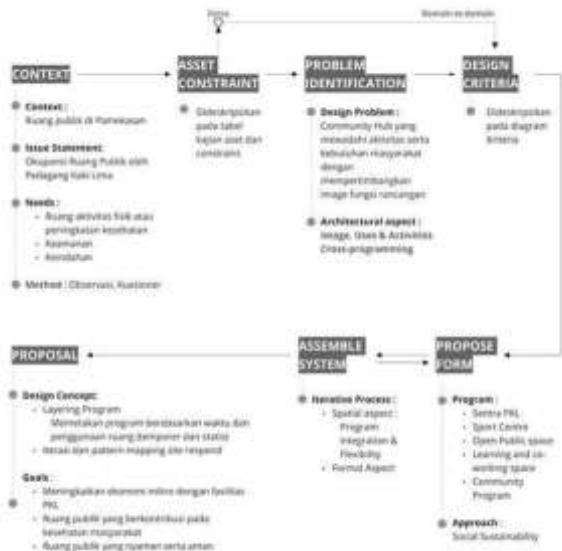 Force
Domain to domain
CONTEXT
ASSET
CONSTRAINT
PROBLEM
IDENTIFICATION
DESIGN
CRITERIA
Context :
Ruang publik di Pamekasan
Issue Statement:
Okupansi Ruang Publik oleh
Pedagang Kaki Lima
Needs :
Ruang aktivitas fisik atau
peningkatan kesehatan
Keamanan
Keindahan
Method : Observasi, Kuesioner
Dideskripsikan
pada tabel
kajian aset dan
constrains
Design Problem :
Community Hub yang
mewadahi aktivitas serta
kebutuhan masyarakat
dengan
mempertimbangkan
image fungsi rancangan
Architectural aspect :
Image, Uses & Activities
Cross-programming
Dideskripsikan
pada diagram
kriteria
PROPOSAL
ASSEMBLE
SYSTEM
PROPOSE
FORM
Design Concept:
Layering Program
Memetakan program berdasarkan waktu dan
penggunaan ruang (temporer dan statis)
Iterasi dan pattern mapping site respond
Goals :
Meningkatkan ekonomi mikro dengan fasilitas
PKL
Ruang publik yang berkontribusi pada
kesehatan masyarakat
Ruang publik yang nyaman serta aman
Iterative Process :
Spatial aspect :
Program
Integration &
Flexibility
Formal Aspect
Program :
Sentra PKL
Sport Centre
Open Public space
Learning and co-
working space
Community
Program
Approach :
Social Sustainability